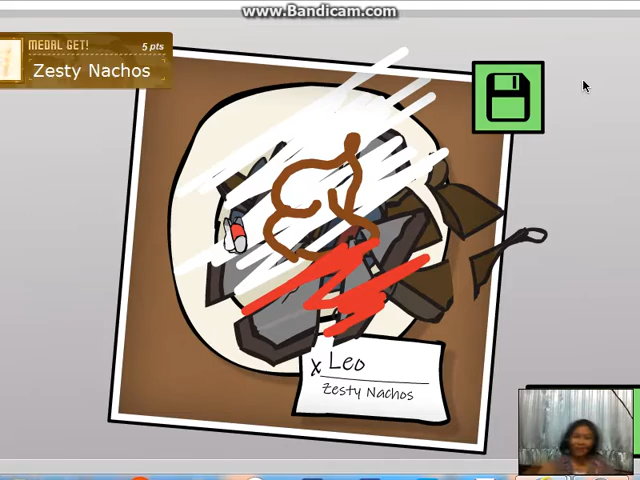 www.Bandicam.com
MEDAL GET! 5 pts
Zesty Nachos
x Leo
Zesty Nachos